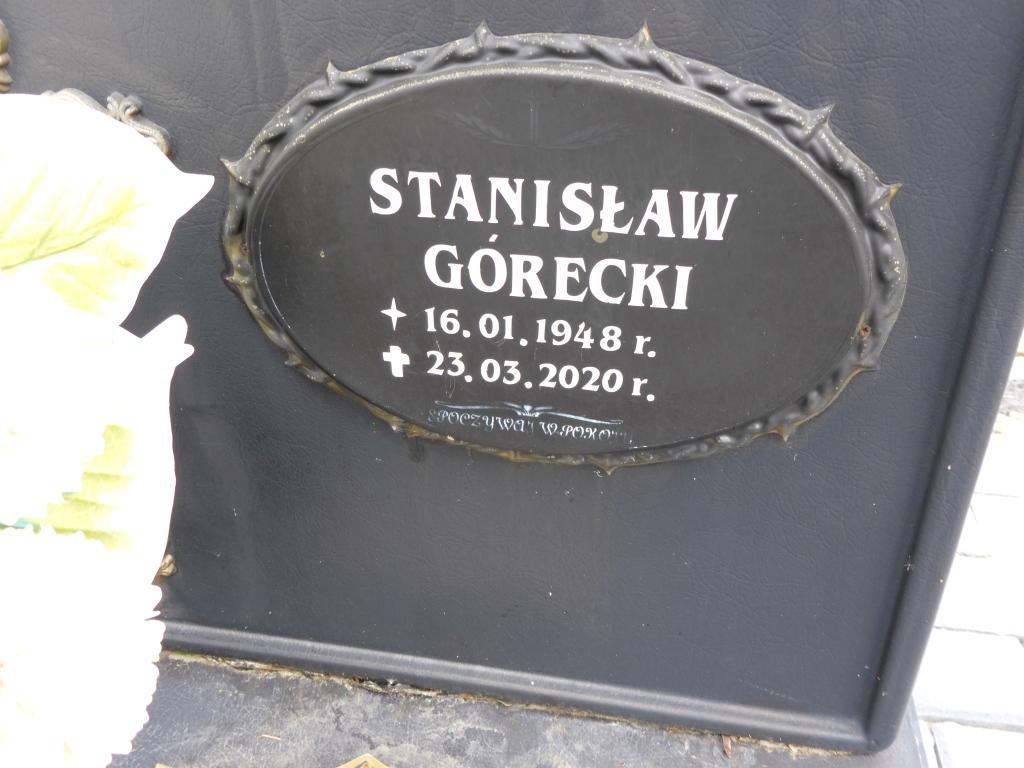 STANISŁAW
GÓRECKI
16.01.1948 r.
23.03.2020 r.
SPOCZYWAJ W POKOJU